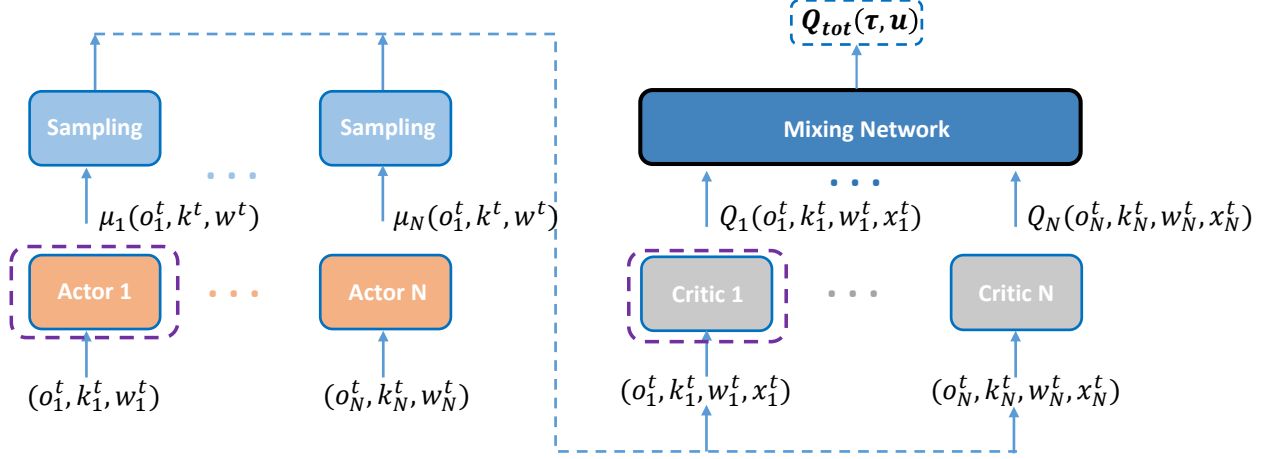 Q_tot(τ, u)
Sampling
Sampling
Mixing Network
μ_1(o_1^t, k^t, w^t)
μ_N(o_1^t, k^t, w^t)
Q_1(o_1^t, k_1^t, w_1^t, x_1^t)
Q_N(o_N^t, k_N^t, w_N^t, x_N^t)
Actor 1
Actor N
Critic 1
Critic N
(o_1^t, k_1^t, w_1^t)
(o_N^t, k_N^t, w_N^t)
(o_1^t, k_1^t, w_1^t, x_1^t)
(o_N^t, k_N^t, w_N^t, x_N^t)